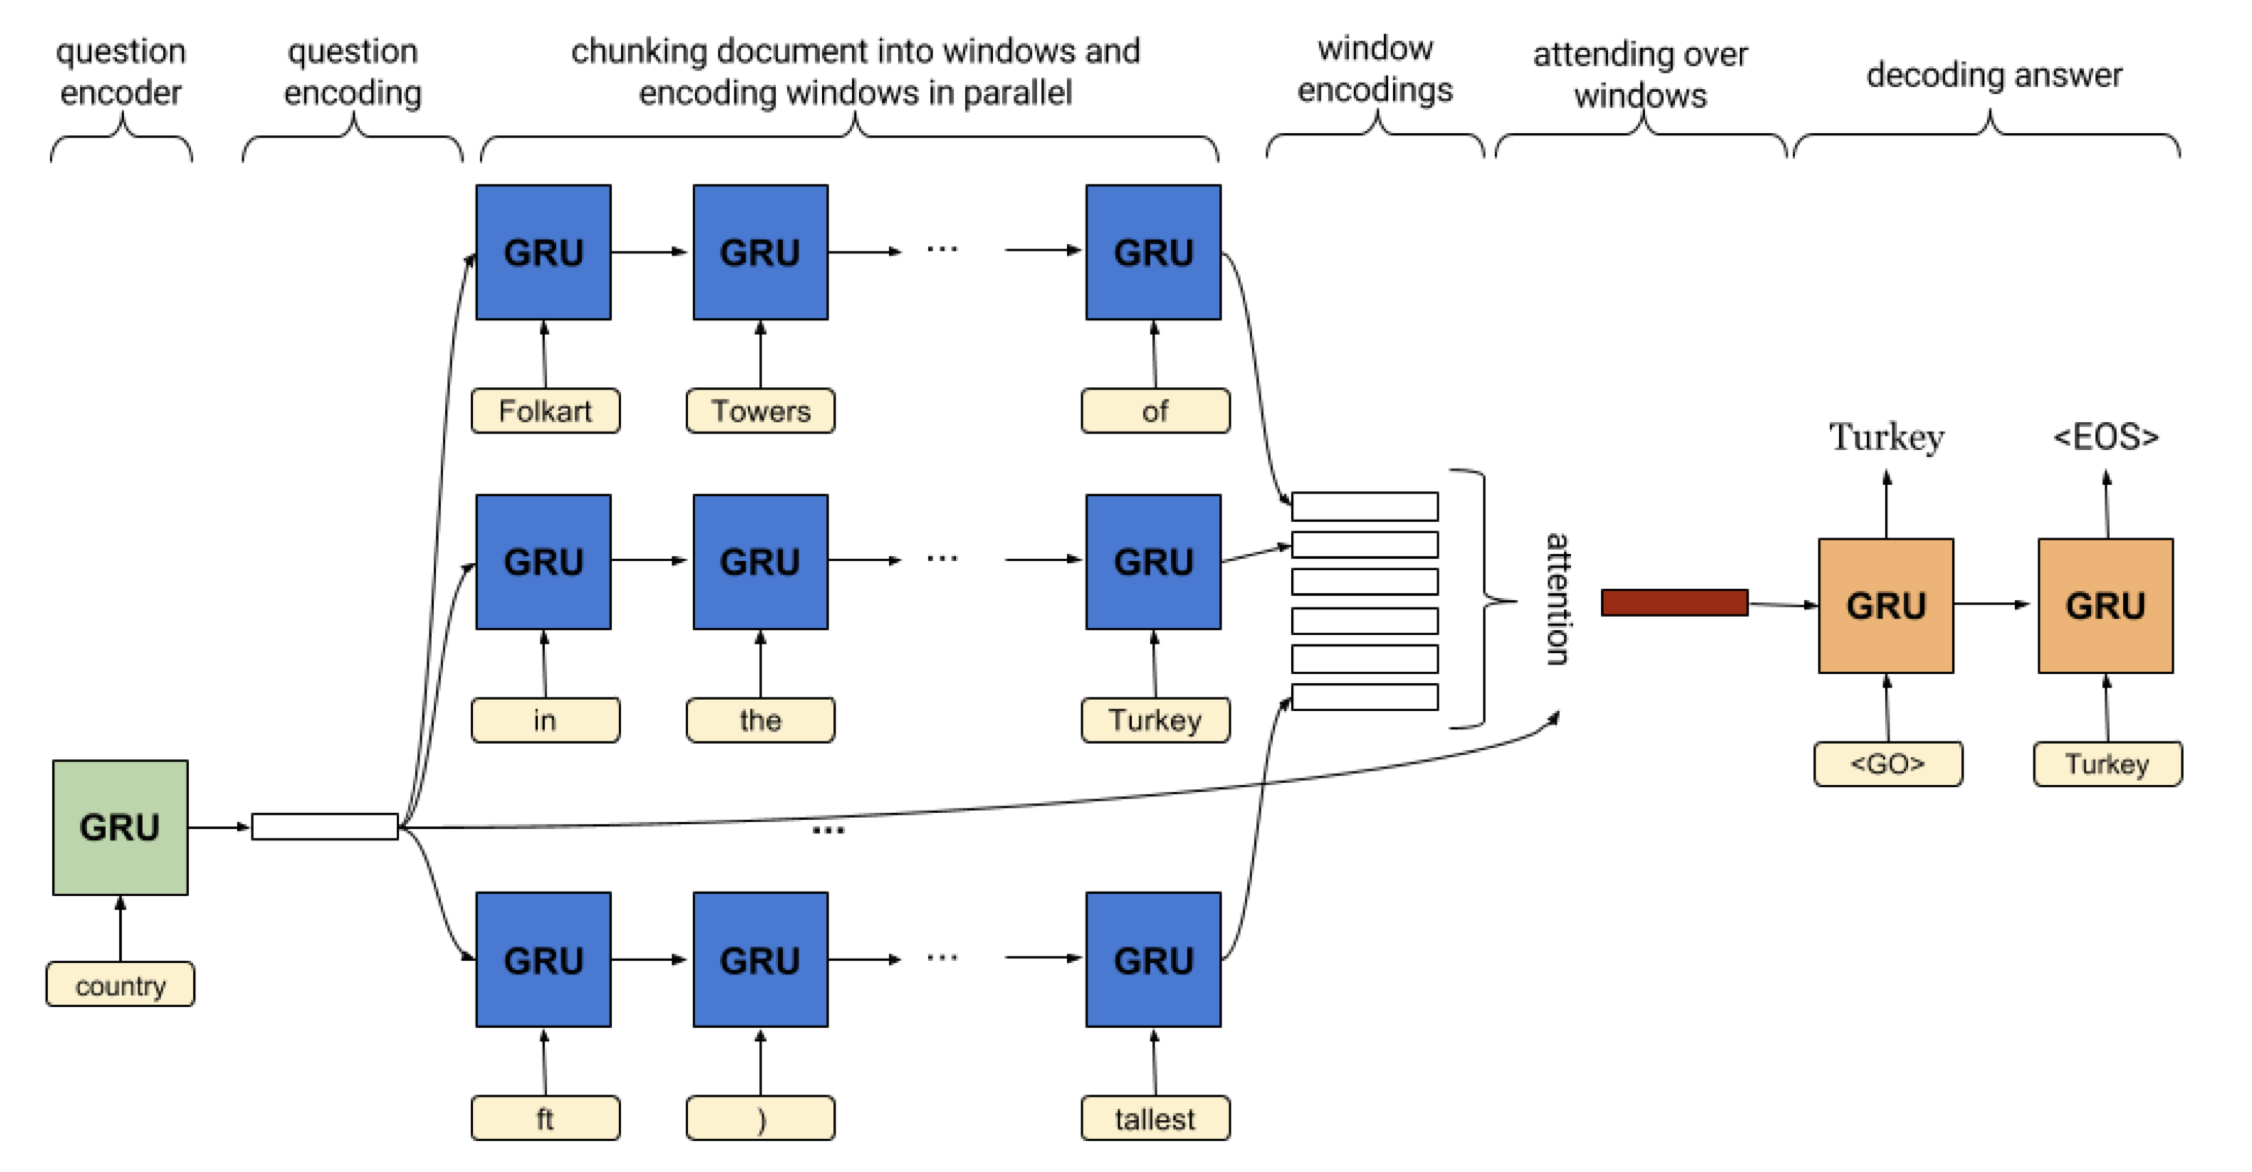 question
encoder
question
encoding
chunking document into windows and
encoding windows in parallel
window
encodings
attending over
windows
decoding answer
GRU GRU ... GRU
Folkart Towers of
GRU GRU ... GRU
in the Turkey
attention
Turkey <EOS>
GRU GRU
<GO> Turkey
GRU
country
...
GRU GRU ... GRU
ft ) tallest